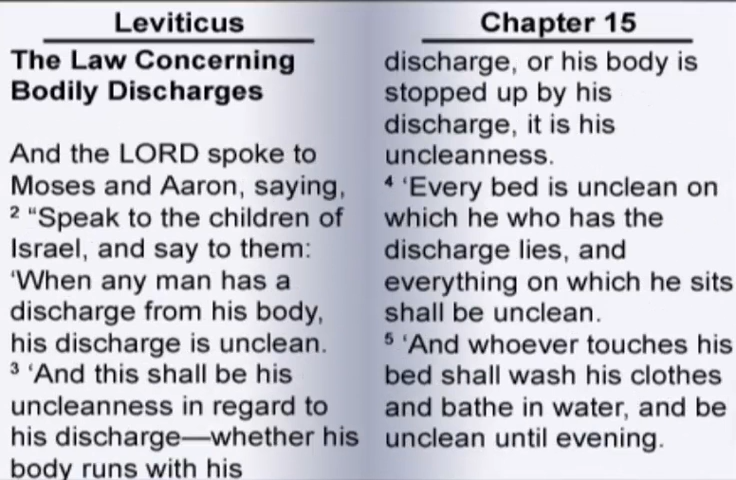 Leviticus
The Law Concerning
Bodily Discharges
And the LORD spoke to
Moses and Aaron, saying,
² “Speak to the children of
Israel, and say to them:
‘When any man has a
discharge from his body,
his discharge is unclean.
³ ‘And this shall be his
uncleanness in regard to
his discharge—whether his
body runs with his
Chapter 15
discharge, or his body is
stopped up by his
discharge, it is his
uncleanness.
⁴ ‘Every bed is unclean on
which he who has the
discharge lies, and
everything on which he sits
shall be unclean.
⁵ ‘And whoever touches his
bed shall wash his clothes
and bathe in water, and be
unclean until evening.